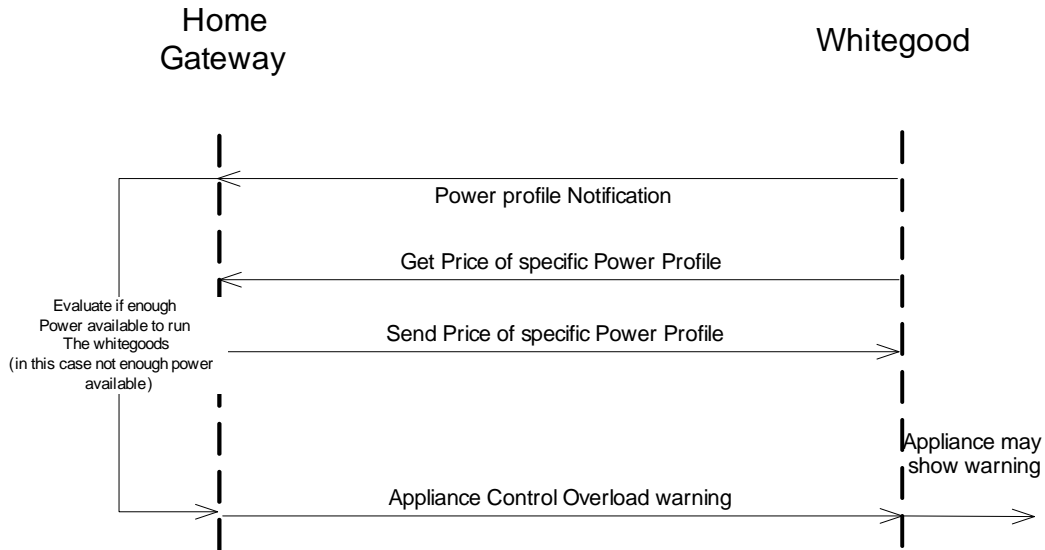 Home
Gateway
Whitegood
Power profile Notification
Get Price of specific Power Profile
Evaluate if enough
Power available to run
The whitegoods
(in this case not enough power
available)
Send Price of specific Power Profile
Appliance may
show warning
Appliance Control Overload warning